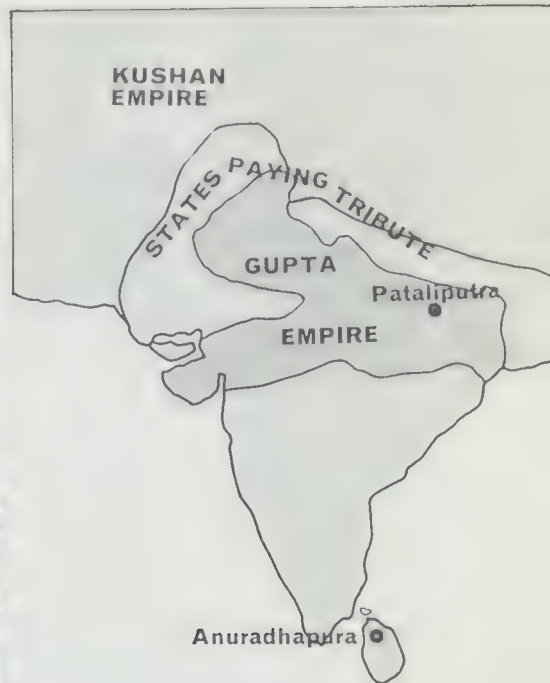 KUSHAN
EMPIRE
STATES PAYING TRIBUTE
GUPTA
Pataliputra
EMPIRE
Anuradhapura